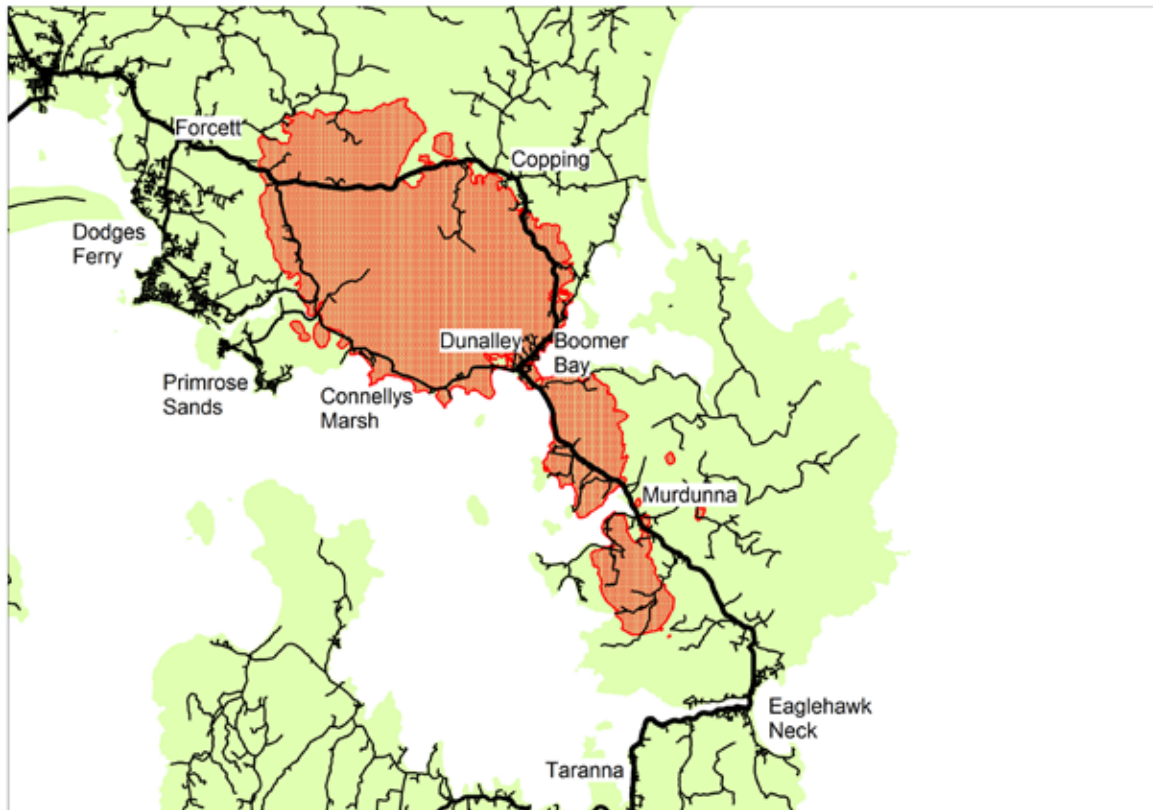 Forcett
Copping
Dodges
Ferry
Dunalley
Boomer
Bay
Primrose
Sands
Connellys
Marsh
Murdunna
Eaglehawk
Neck
Taranna